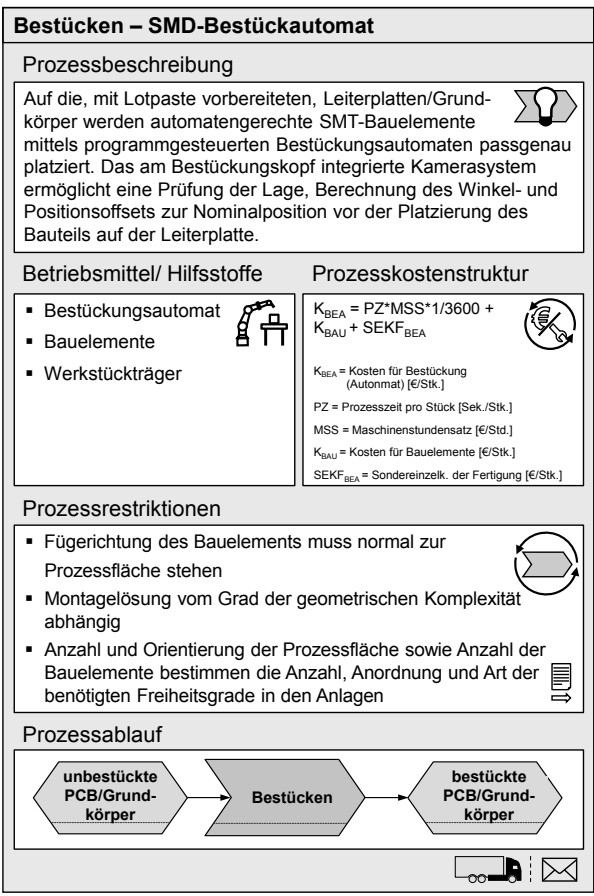 Bestücken – SMD-Bestückautomat
Prozessbeschreibung
Auf die, mit Lotpaste vorbereiteten, Leiterplatten/Grund-
körper werden automatengerechte SMT-Bauelemente
mittels programmgesteuerten Bestückungsautomaten passgenau
platziert. Das am Bestückungskopf integrierte Kamerasystem
ermöglicht eine Prüfung der Lage, Berechnung des Winkel- und
Positionsoffsets zur Nominalposition vor der Platzierung des
Bauteils auf der Leiterplatte.
Betriebsmittel/ Hilfsstoffe
▪ Bestückungsautomat
▪ Bauelemente
▪ Werkstückträger
Prozesskostenstruktur
K_BEA = PZ*MSS*1/3600 +
K_BAU + SEKF_BEA
€
K_BEA = Kosten für Bestückung
(Autonmat) [€/Stk.]
PZ = Prozesszeit pro Stück [Sek./Stk.]
MSS = Maschinenstundensatz [€/Std.]
K_BAU = Kosten für Bauelemente [€/Stk.]
SEKF_BEA = Sondereinzelk. der Fertigung [€/Stk.]
Prozessrestriktionen
▪ Fügerichtung des Bauelements muss normal zur
Prozessfläche stehen
▪ Montagelösung vom Grad der geometrischen Komplexität
abhängig
▪ Anzahl und Orientierung der Prozessfläche sowie Anzahl der
Bauelemente bestimmen die Anzahl, Anordnung und Art der
benötigten Freiheitsgrade in den Anlagen
Prozessablauf
unbestückte
PCB/Grund-
körper
Bestücken
bestückte
PCB/Grund-
körper